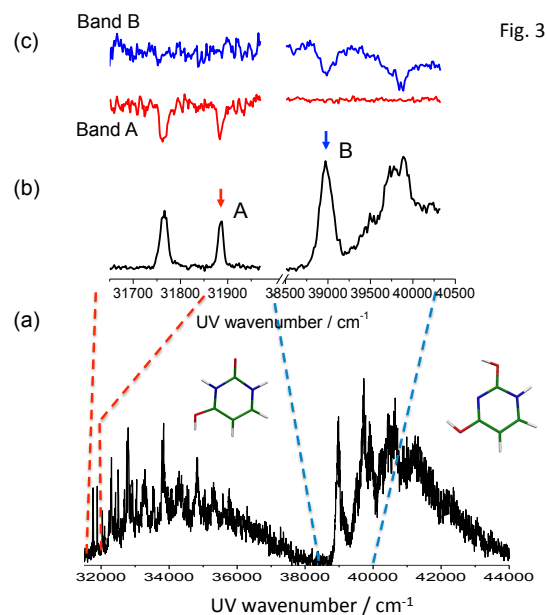 Fig. 3
(c)
Band B
Band A
(b)
A
B
31700 31800 31900 38500 39000 39500 40000 40500
UV wavenumber / cm⁻¹
(a)
32000 34000 36000 38000 40000 42000 44000
UV wavenumber / cm⁻¹